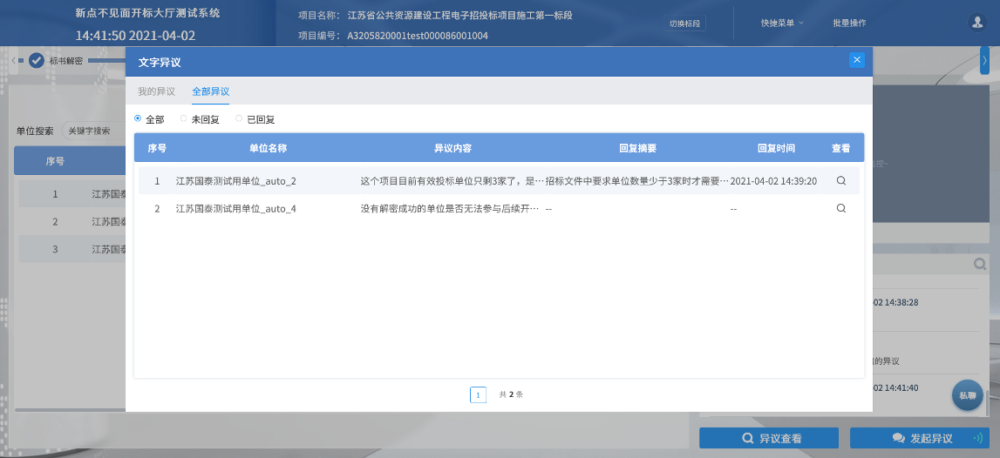 新点不见面开标大厅测试系统
14:41:50 2021-04-02
项目名称： 江苏省公共资源建设工程电子招投标项目施工第一标段
项目编号： A3205820001test000086001004
切换标段
快捷菜单
批量操作
标书解密
文字异议
我的异议 全部异议
全部 未回复 已回复
单位搜索 关键字搜索
序号
1 江苏国
2 江苏国
3 江苏国
序号 单位名称 异议内容 回复摘要 回复时间 查看
1 江苏国泰测试用单位_auto_2 这个项目目前有效投标单位只剩3家了，是… 招标文件中要求单位数量少于3家时才需要… 2021-04-02 14:39:20
2 江苏国泰测试用单位_auto_4 没有解密成功的单位是否无法参与后续开… -- --
1 共 2 条
控~
02 14:38:28
的异议
02 14:41:40
私聊
异议查看
发起异议